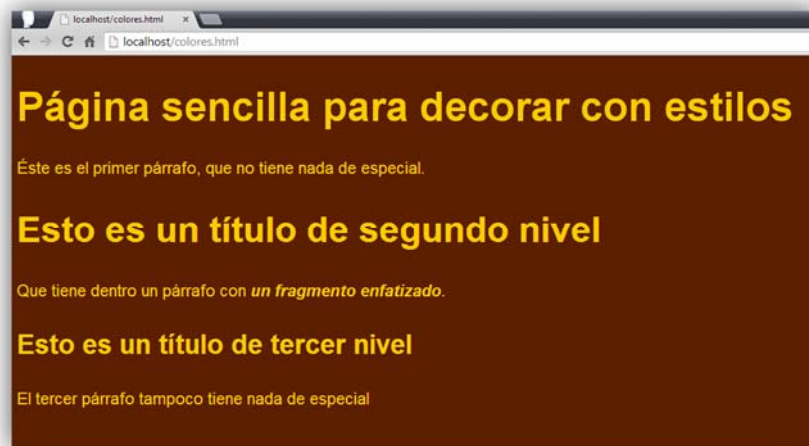 localhost/colores.html
localhost/colores.html
Página sencilla para decorar con estilos
Éste es el primer párrafo, que no tiene nada de especial.
Esto es un título de segundo nivel
Que tiene dentro un párrafo con un fragmento enfatizado.
Esto es un título de tercer nivel
El tercer párrafo tampoco tiene nada de especial